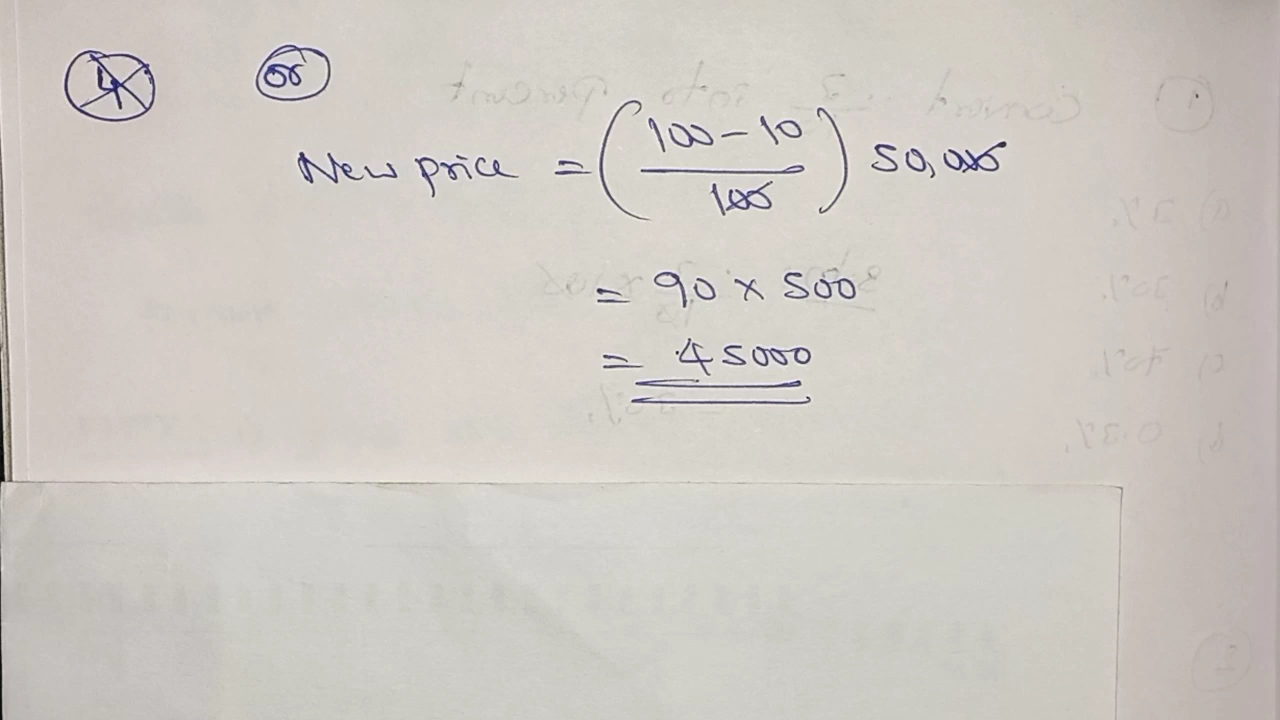 4 or
New price = (100 - 10 / 100) 50,000
= 90 x 500
= 45000